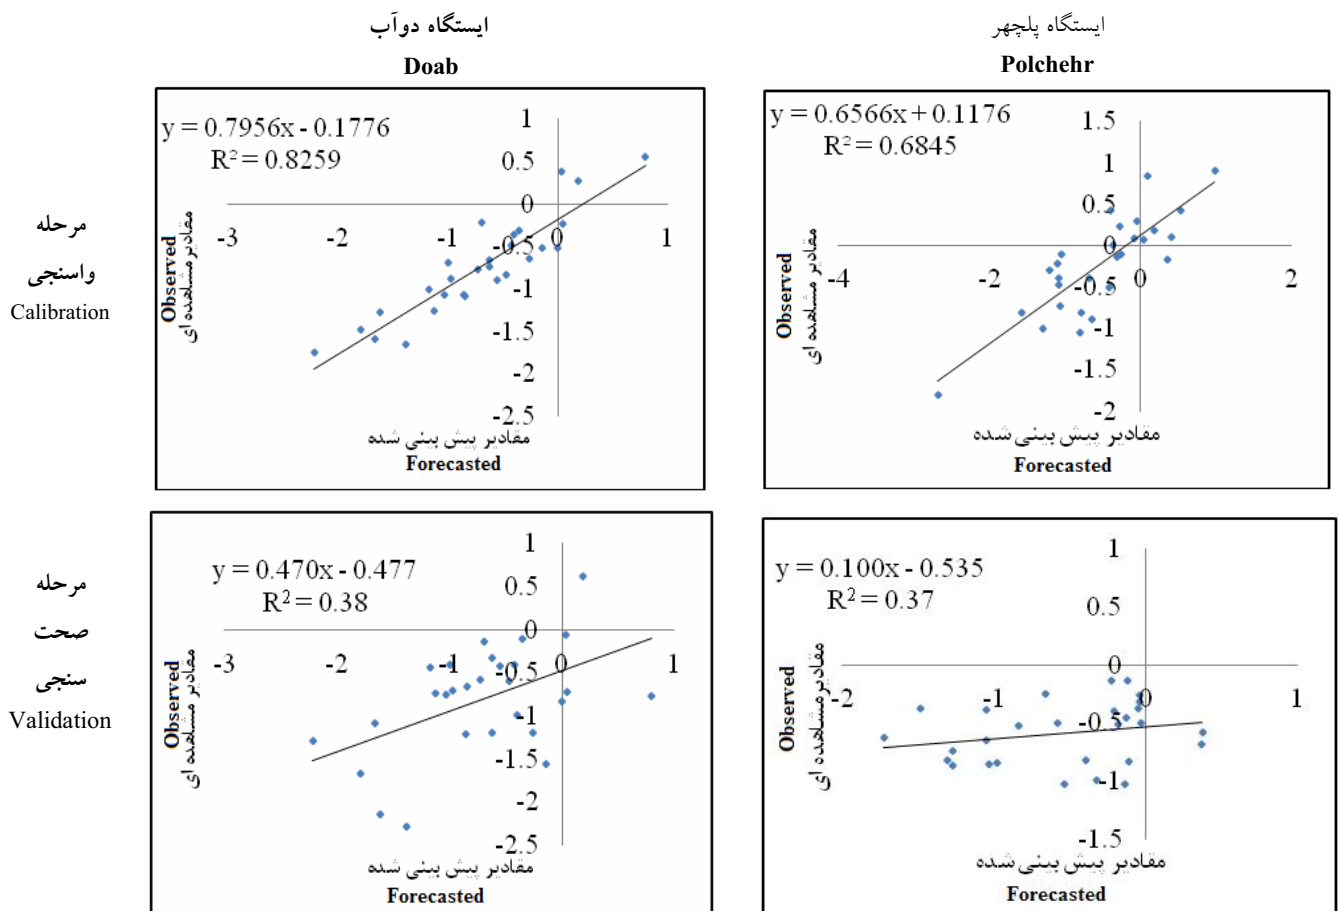 ایستگاه دوآب
Doab
ایستگاه پلچهر
Polchehr
مرحله
واسنجی
Calibration
y = 0.7956x - 0.1776
R² = 0.8259
1
0.5
0
-0.5
-1
-1.5
-2
-2.5
-3
-2
-1
0
1
Observed
مقادیر مشاهده ای
مقادیر پیش بینی شده
Forecasted
y = 0.6566x + 0.1176
R² = 0.6845
1.5
1
0.5
0
-0.5
-1
-1.5
-2
-4
-2
0
2
Observed
مقادیر مشاهده ای
مقادیر پیش بینی شده
Forecasted
مرحله
صحت
سنجی
Validation
y = 0.470x - 0.477
R² = 0.38
1
0.5
0
-0.5
-1
-1.5
-2
-2.5
-3
-2
-1
0
1
Observed
مقادیر مشاهده ای
مقادیر پیش بینی شده
Forecasted
y = 0.100x - 0.535
R² = 0.37
1
0.5
0
-0.5
-1
-1.5
-2
-1
0
1
Observed
مقادیر مشاهده ای
مقادیر پیش بینی شده
Forecasted